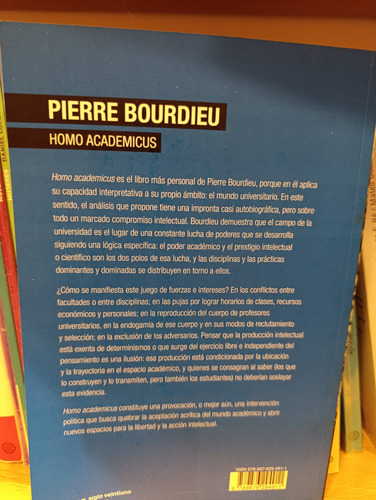 PIERRE BOURDIEU
HOMO ACADEMICUS
Homo academicus es el libro más personal de Pierre Bourdieu, porque en él aplica
su capacidad interpretativa a su propio ámbito: el mundo universitario. En este
sentido, el análisis que propone tiene una impronta casi autobiográfica, pero sobre
todo un marcado compromiso intelectual. Bourdieu demuestra que el campo de la
universidad es el lugar de una constante lucha de poderes que se desarrolla
siguiendo una lógica específica: el poder académico y el prestigio intelectual
o científico son los dos polos de esa lucha, y las disciplinas y las prácticas
dominantes y dominadas se distribuyen en torno a ellos.
¿Cómo se manifiesta este juego de fuerzas e intereses? En los conflictos entre
facultades o entre disciplinas; en las pujas por lograr horarios de clases, recursos
económicos y personales; en la reproducción del cuerpo de profesores
universitarios, en la endogamia de ese cuerpo y en sus modos de reclutamiento
y selección; en la exclusión de los adversarios. Pensar que la producción intelectual
está exenta de determinismos o que surge del ejercicio libre e independiente del
pensamiento es una ilusión: esa producción está condicionada por la ubicación
y la trayectoria en el espacio académico, y quienes se consagran al saber (los que
lo construyen y lo transmiten, pero también los estudiantes) no deberían soslayar
esta evidencia.
Homo academicus constituye una provocación, o mejor aún, una intervención
política que busca quebrar la aceptación acrítica del mundo académico y abrir
nuevos espacios para la libertad y la acción intelectual.
siglo veintiuno